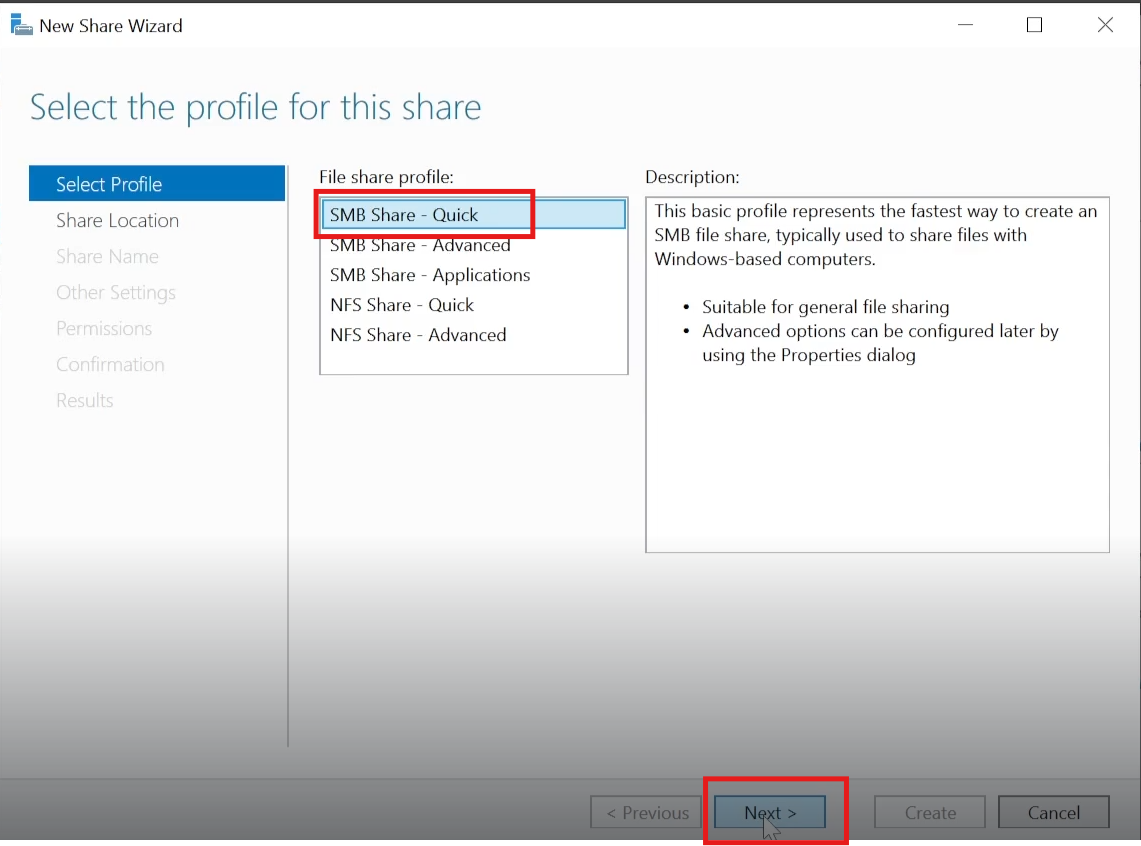 New Share Wizard
Select the profile for this share
Select Profile
Share Location
Share Name
Other Settings
Permissions
Confirmation
Results
File share profile:
SMB Share - Quick
SMB Share - Advanced
SMB Share - Applications
NFS Share - Quick
NFS Share - Advanced
Description:
This basic profile represents the fastest way to create an
SMB file share, typically used to share files with
Windows-based computers.
• Suitable for general file sharing
• Advanced options can be configured later by
using the Properties dialog
< Previous
Next >
Create
Cancel